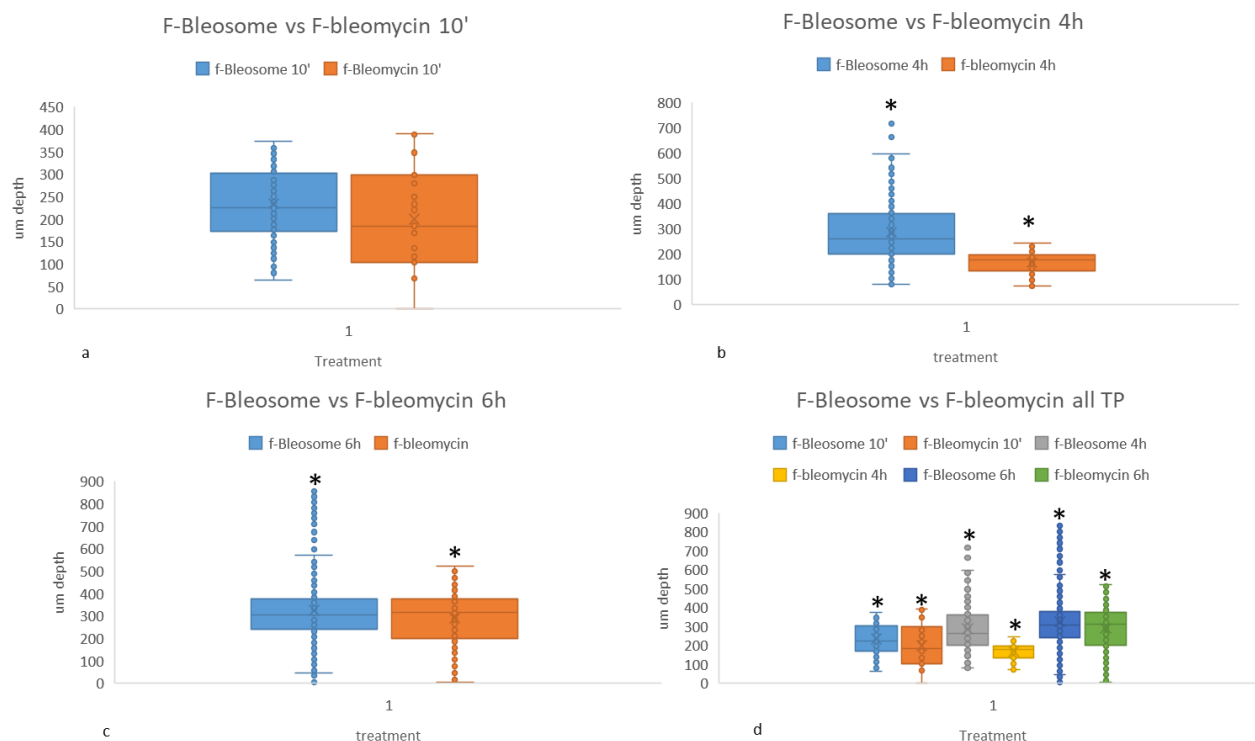 F-Bleosome vs F-bleomycin 10'
f-Bleosome 10' f-Bleomycin 10'
450
400
350
300
250
200
150
100
50
0
um depth
1
a
Treatment
F-Bleosome vs F-bleomycin 4h
f-Bleosome 4h f-bleomycin 4h
800
700
600
500
400
300
200
100
0
um depth
*
*
1
b
treatment
F-Bleosome vs F-bleomycin 6h
f-Bleosome 6h f-bleomycin
900
800
700
600
500
400
300
200
100
0
um depth
*
*
1
c
treatment
F-Bleosome vs F-bleomycin all TP
f-Bleosome 10' f-Bleomycin 10' f-Bleosome 4h
f-bleomycin 4h f-Bleosome 6h f-bleomycin 6h
900
800
700
600
500
400
300
200
100
0
um depth
* * * * * *
1
d
Treatment